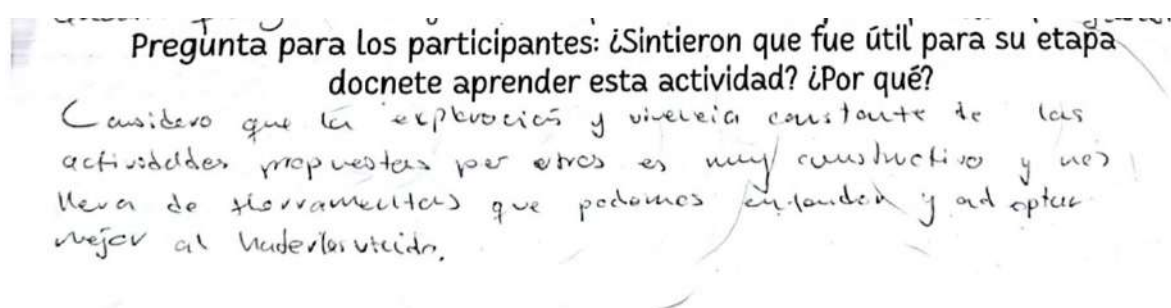 Pregunta para los participantes: ¿Sintieron que fue útil para su etapa
docnete aprender esta actividad? ¿Por qué?
Considero que la exploración y vivencia constante de las
actividades propuestas por otros es muy constructivo y nos
lleva de herramientas que podemos entender y adoptar
mejor al haberlas vivido.